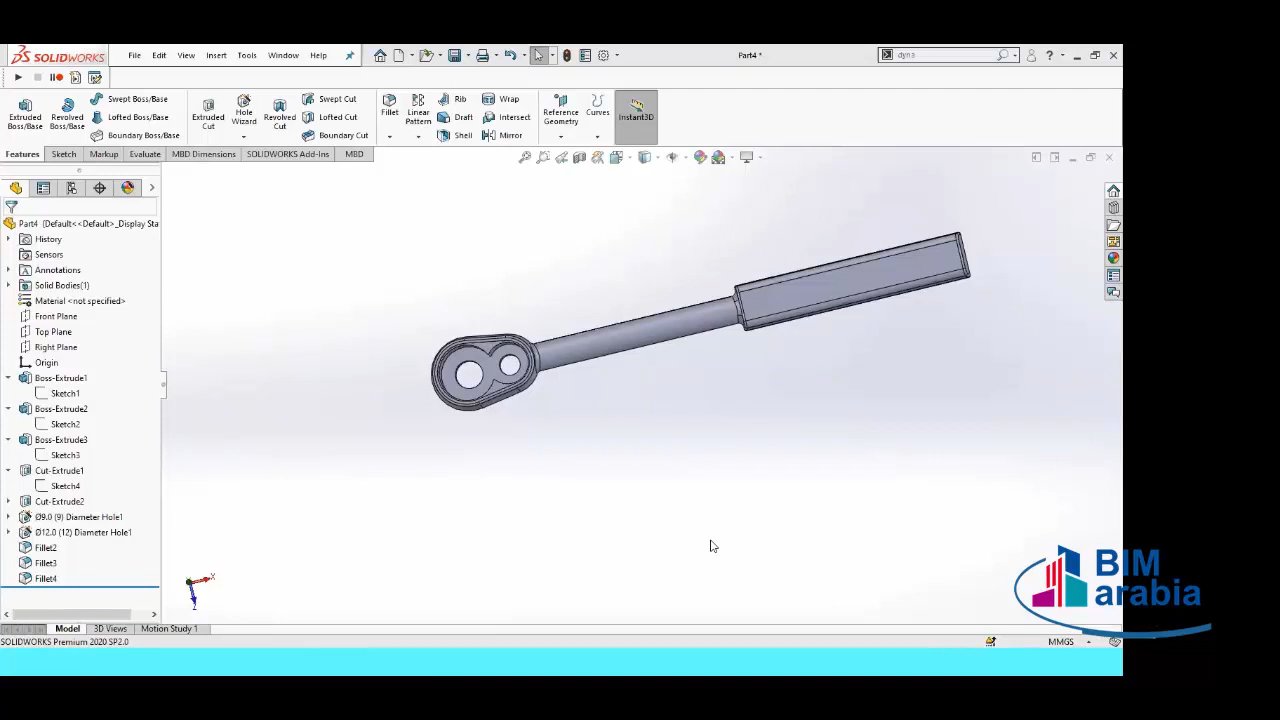 SOLIDWORKS File Edit View Insert Tools Window Help Part4 * dyna
Swept Boss/Base Swept Cut Rib Wrap
Extruded Boss/Base Revolved Boss/Base Lofted Boss/Base Extruded Cut Hole Wizard Revolved Cut Lofted Cut Fillet Linear Pattern Draft Intersect Reference Geometry Curves Instant3D
Boundary Boss/Base Boundary Cut Shell Mirror
Features Sketch Markup Evaluate MBD Dimensions SOLIDWORKS Add-Ins MBD
Part4 (Default<<Default>_Display Sta
History
Sensors
Annotations
Solid Bodies(1)
Material <not specified>
Front Plane
Top Plane
Right Plane
Origin
Boss-Extrude1
Sketch1
Boss-Extrude2
Sketch2
Boss-Extrude3
Sketch3
Cut-Extrude1
Sketch4
Cut-Extrude2
Ø9.0 (9) Diameter Hole1
Ø12.0 (12) Diameter Hole1
Fillet2
Fillet3
Fillet4
X
Z
BIM
arabia
Model 3D Views Motion Study 1
SOLIDWORKS Premium 2020 SP2.0 MMGS